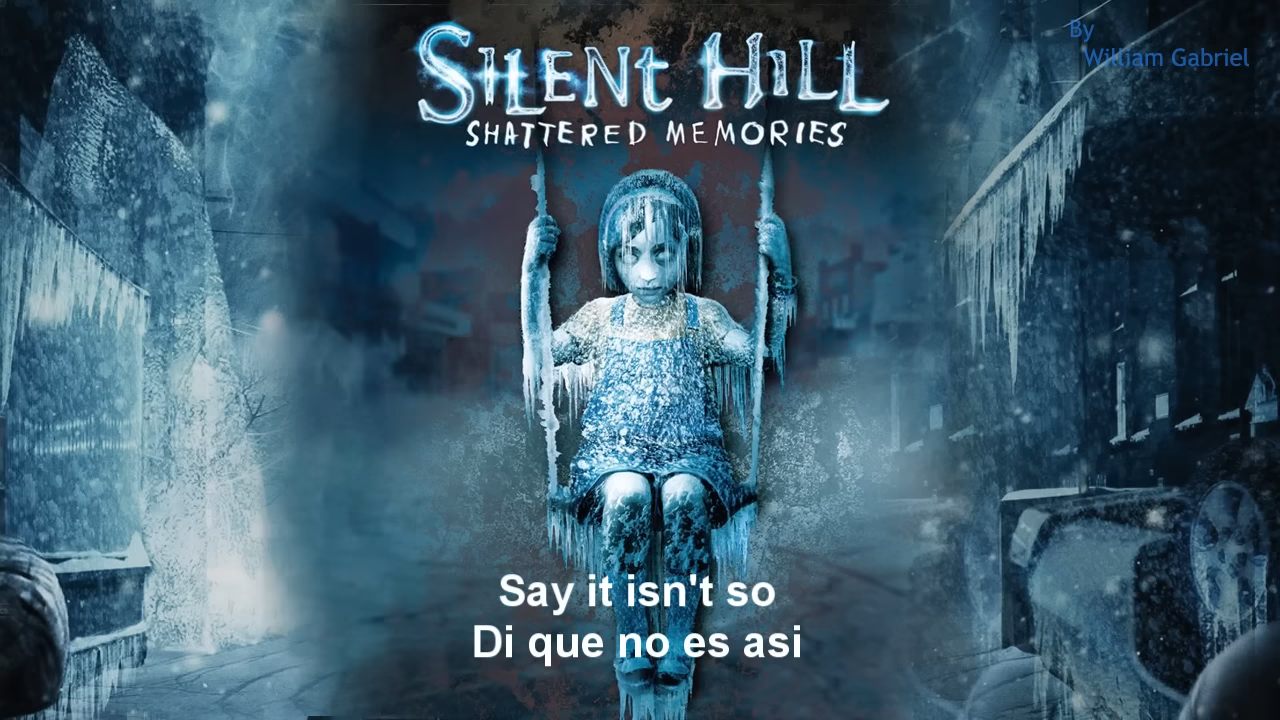 SILENT HILL
SHATTERED MEMORIES
By
William Gabriel
Say it isn't so
Di que no es asi